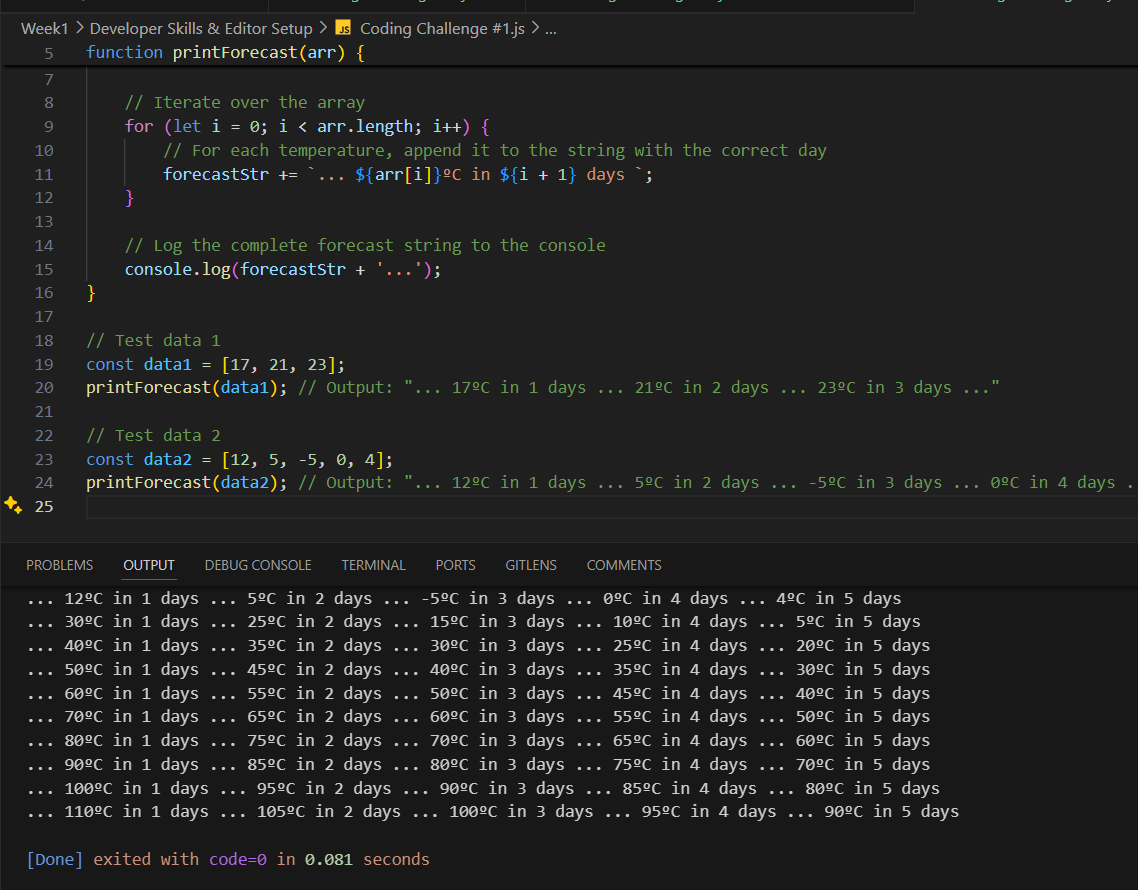 Week1 > Developer Skills & Editor Setup > JS Coding Challenge #1.js > ...
5 function printForecast(arr) {
7
8 // Iterate over the array
9 for (let i = 0; i < arr.length; i++) {
10 // For each temperature, append it to the string with the correct day
11 forecastStr += `... ${arr[i]}ºC in ${i + 1} days `;
12 }
13
14 // Log the complete forecast string to the console
15 console.log(forecastStr + '...');
16 }
17
18 // Test data 1
19 const data1 = [17, 21, 23];
20 printForecast(data1); // Output: "... 17ºC in 1 days ... 21ºC in 2 days ... 23ºC in 3 days ..."
21
22 // Test data 2
23 const data2 = [12, 5, -5, 0, 4];
24 printForecast(data2); // Output: "... 12ºC in 1 days ... 5ºC in 2 days ... -5ºC in 3 days ... 0ºC in 4 days .
25
PROBLEMS OUTPUT DEBUG CONSOLE TERMINAL PORTS GITLENS COMMENTS
... 12ºC in 1 days ... 5ºC in 2 days ... -5ºC in 3 days ... 0ºC in 4 days ... 4ºC in 5 days
... 30ºC in 1 days ... 25ºC in 2 days ... 15ºC in 3 days ... 10ºC in 4 days ... 5ºC in 5 days
... 40ºC in 1 days ... 35ºC in 2 days ... 30ºC in 3 days ... 25ºC in 4 days ... 20ºC in 5 days
... 50ºC in 1 days ... 45ºC in 2 days ... 40ºC in 3 days ... 35ºC in 4 days ... 30ºC in 5 days
... 60ºC in 1 days ... 55ºC in 2 days ... 50ºC in 3 days ... 45ºC in 4 days ... 40ºC in 5 days
... 70ºC in 1 days ... 65ºC in 2 days ... 60ºC in 3 days ... 55ºC in 4 days ... 50ºC in 5 days
... 80ºC in 1 days ... 75ºC in 2 days ... 70ºC in 3 days ... 65ºC in 4 days ... 60ºC in 5 days
... 90ºC in 1 days ... 85ºC in 2 days ... 80ºC in 3 days ... 75ºC in 4 days ... 70ºC in 5 days
... 100ºC in 1 days ... 95ºC in 2 days ... 90ºC in 3 days ... 85ºC in 4 days ... 80ºC in 5 days
... 110ºC in 1 days ... 105ºC in 2 days ... 100ºC in 3 days ... 95ºC in 4 days ... 90ºC in 5 days
[Done] exited with code=0 in 0.081 seconds